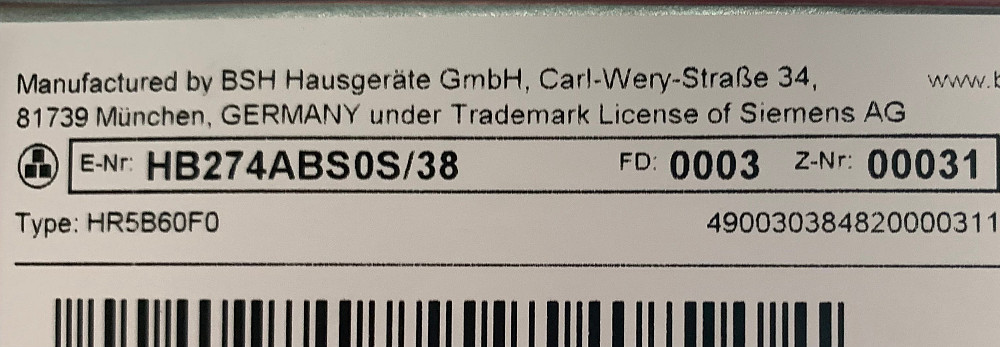 Manufactured by BSH Hausgeräte GmbH, Carl-Wery-Straße 34,
www.
81739 München, GERMANY under Trademark License of Siemens AG
E-Nr: HB274ABS0S/38 FD: 0003 Z-Nr: 00031
Type: HR5B60F0 490030384820000311